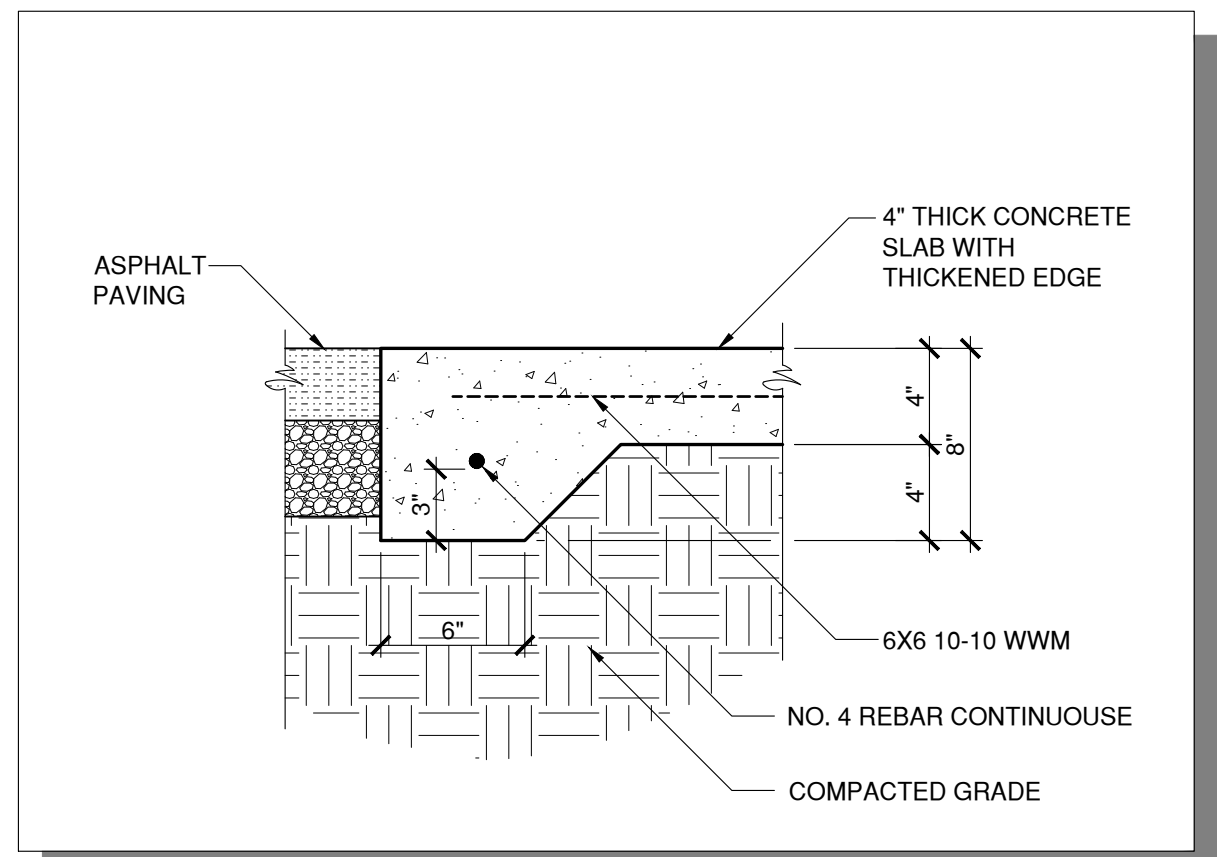 4" THICK CONCRETE
SLAB WITH
THICKENED EDGE
ASPHALT
PAVING
4"
8"
4"
3"
6"
6X6 10-10 WWM
NO. 4 REBAR CONTINUOUSE
COMPACTED GRADE